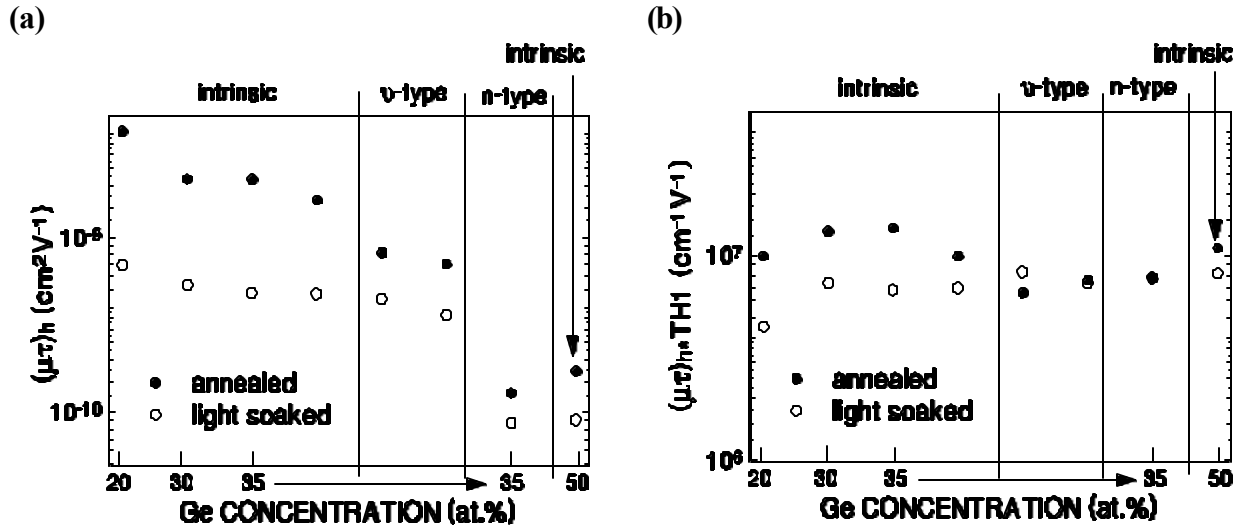 (a)
intrinsic
intrinsic
υ-type
n-type
(μτ)h (cm²V⁻¹)
10⁻¹⁰
annealed
light soaked
20
30
35
35
50
Ge CONCENTRATION (at.%)
(b)
intrinsic
intrinsic
υ-type
n-type
(μτ)h*TH1 (cm⁻¹V⁻¹)
10⁷
10⁶
annealed
light soaked
20
30
35
35
50
Ge CONCENTRATION (at.%)